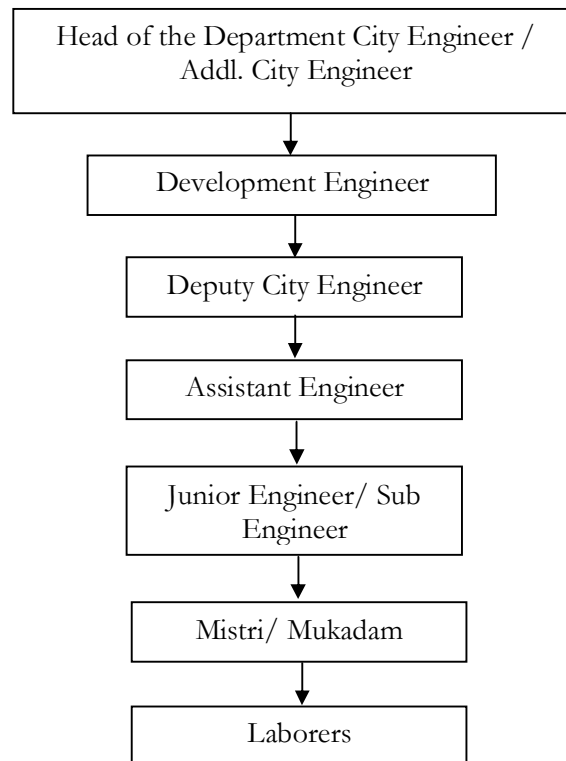 Head of the Department City Engineer /
Addl. City Engineer
Development Engineer
Deputy City Engineer
Assistant Engineer
Junior Engineer/ Sub
Engineer
Mistri/ Mukadam
Laborers